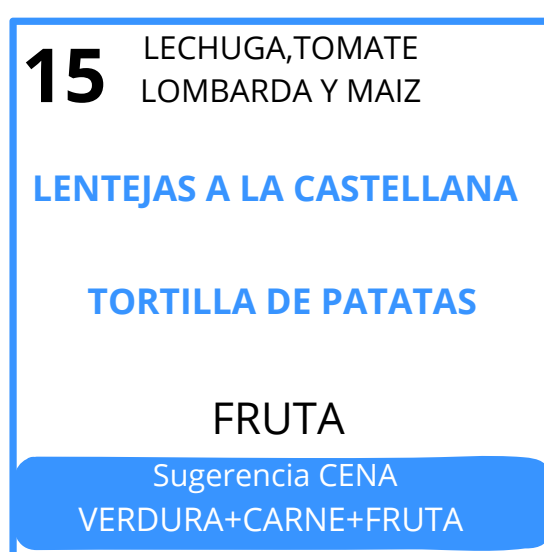 15
LECHUGA,TOMATE
LOMBARDA Y MAIZ
LENTEJAS A LA CASTELLANA
TORTILLA DE PATATAS
FRUTA
Sugerencia CENA
VERDURA+CARNE+FRUTA